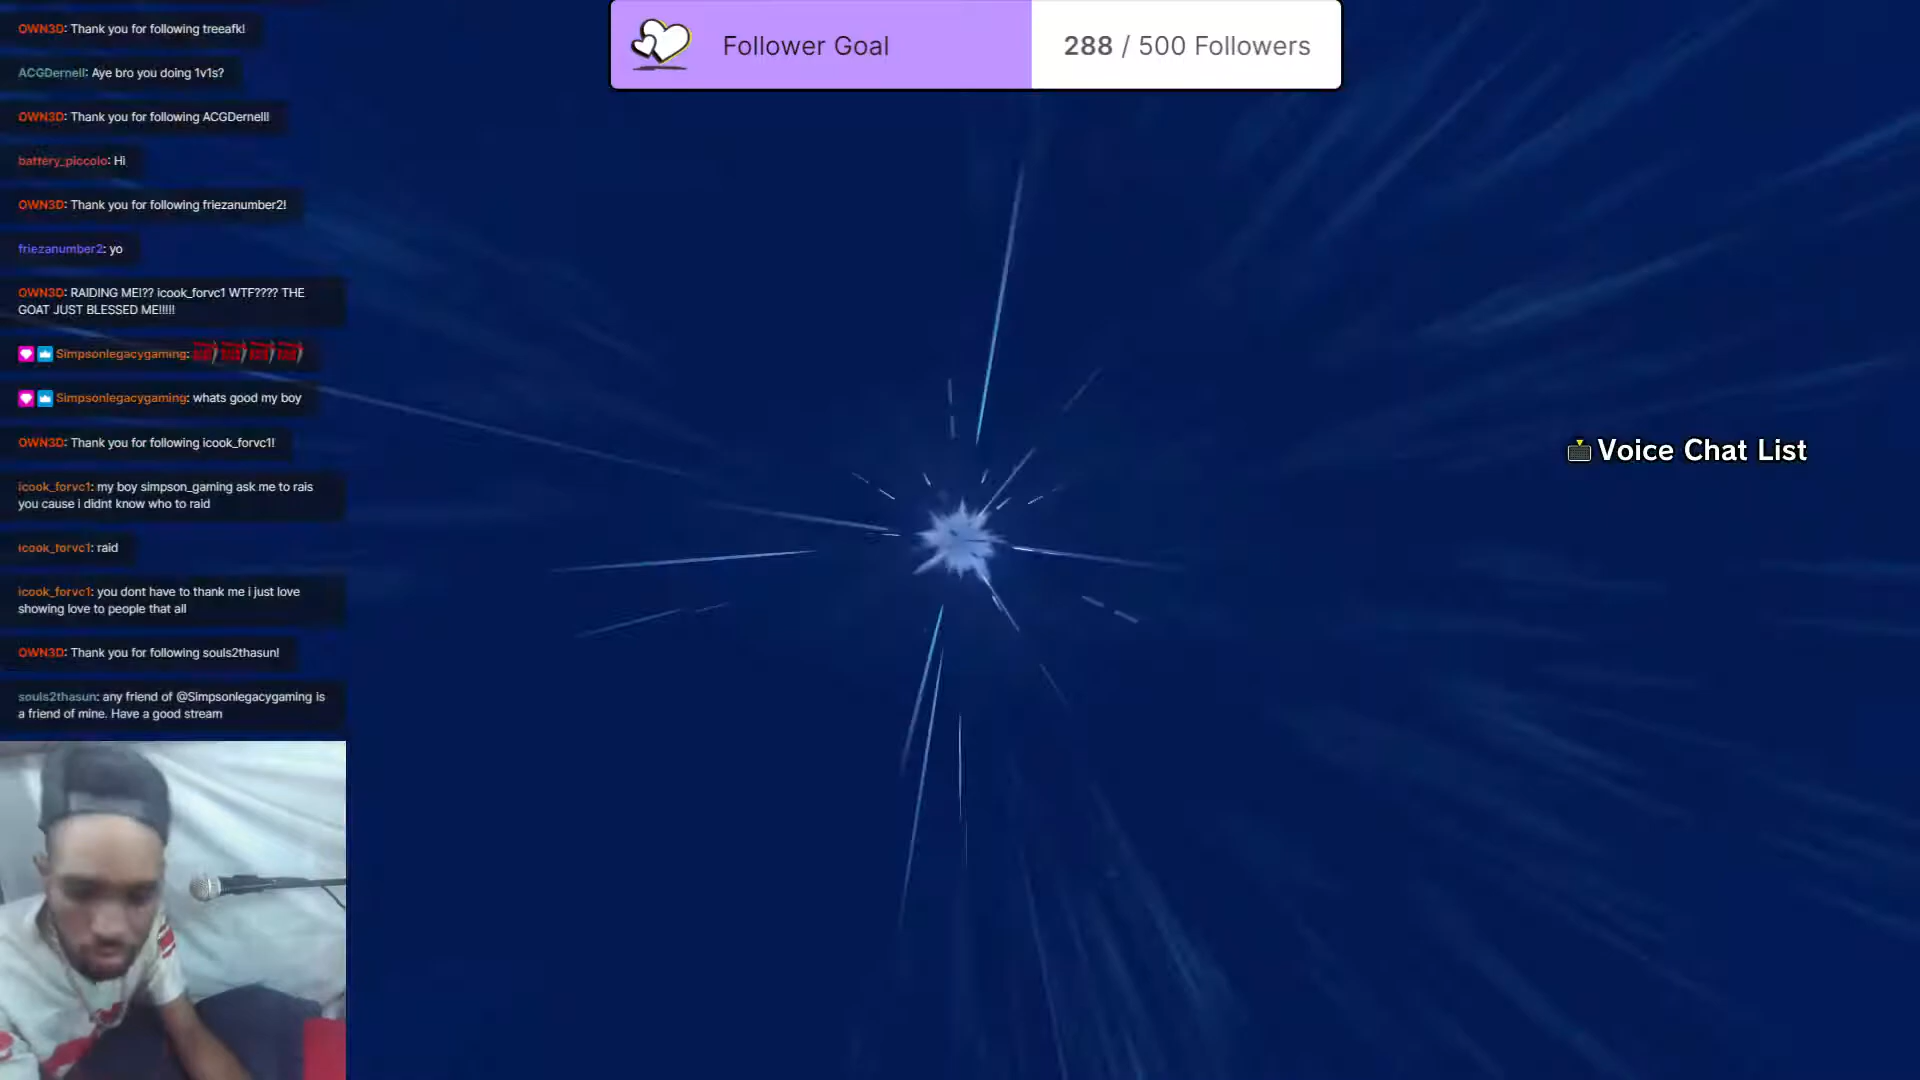 OWN3D: Thank you for following treeafk!
ACGDernell: Aye bro you doing 1v1s?
OWN3D: Thank you for following ACGDernell!
battery_piccolo: Hi
OWN3D: Thank you for following friezanumber2!
friezanumber2: yo
OWN3D: RAIDING ME!?? icook_forvc1 WTF???? THE
GOAT JUST BLESSED ME!!!!!
Simpsonlegacygaming:
Simpsonlegacygaming: whats good my boy
OWN3D: Thank you for following icook_forvc1!
icook_forvc1: my boy simpson_gaming ask me to rais
you cause i didnt know who to raid
icook_forvc1: raid
icook_forvc1: you dont have to thank me i just love
showing love to people that all
OWN3D: Thank you for following souls2thasun!
souls2thasun: any friend of @Simpsonlegacygaming is
a friend of mine. Have a good stream
Follower Goal
288 / 500 Followers
Voice Chat List